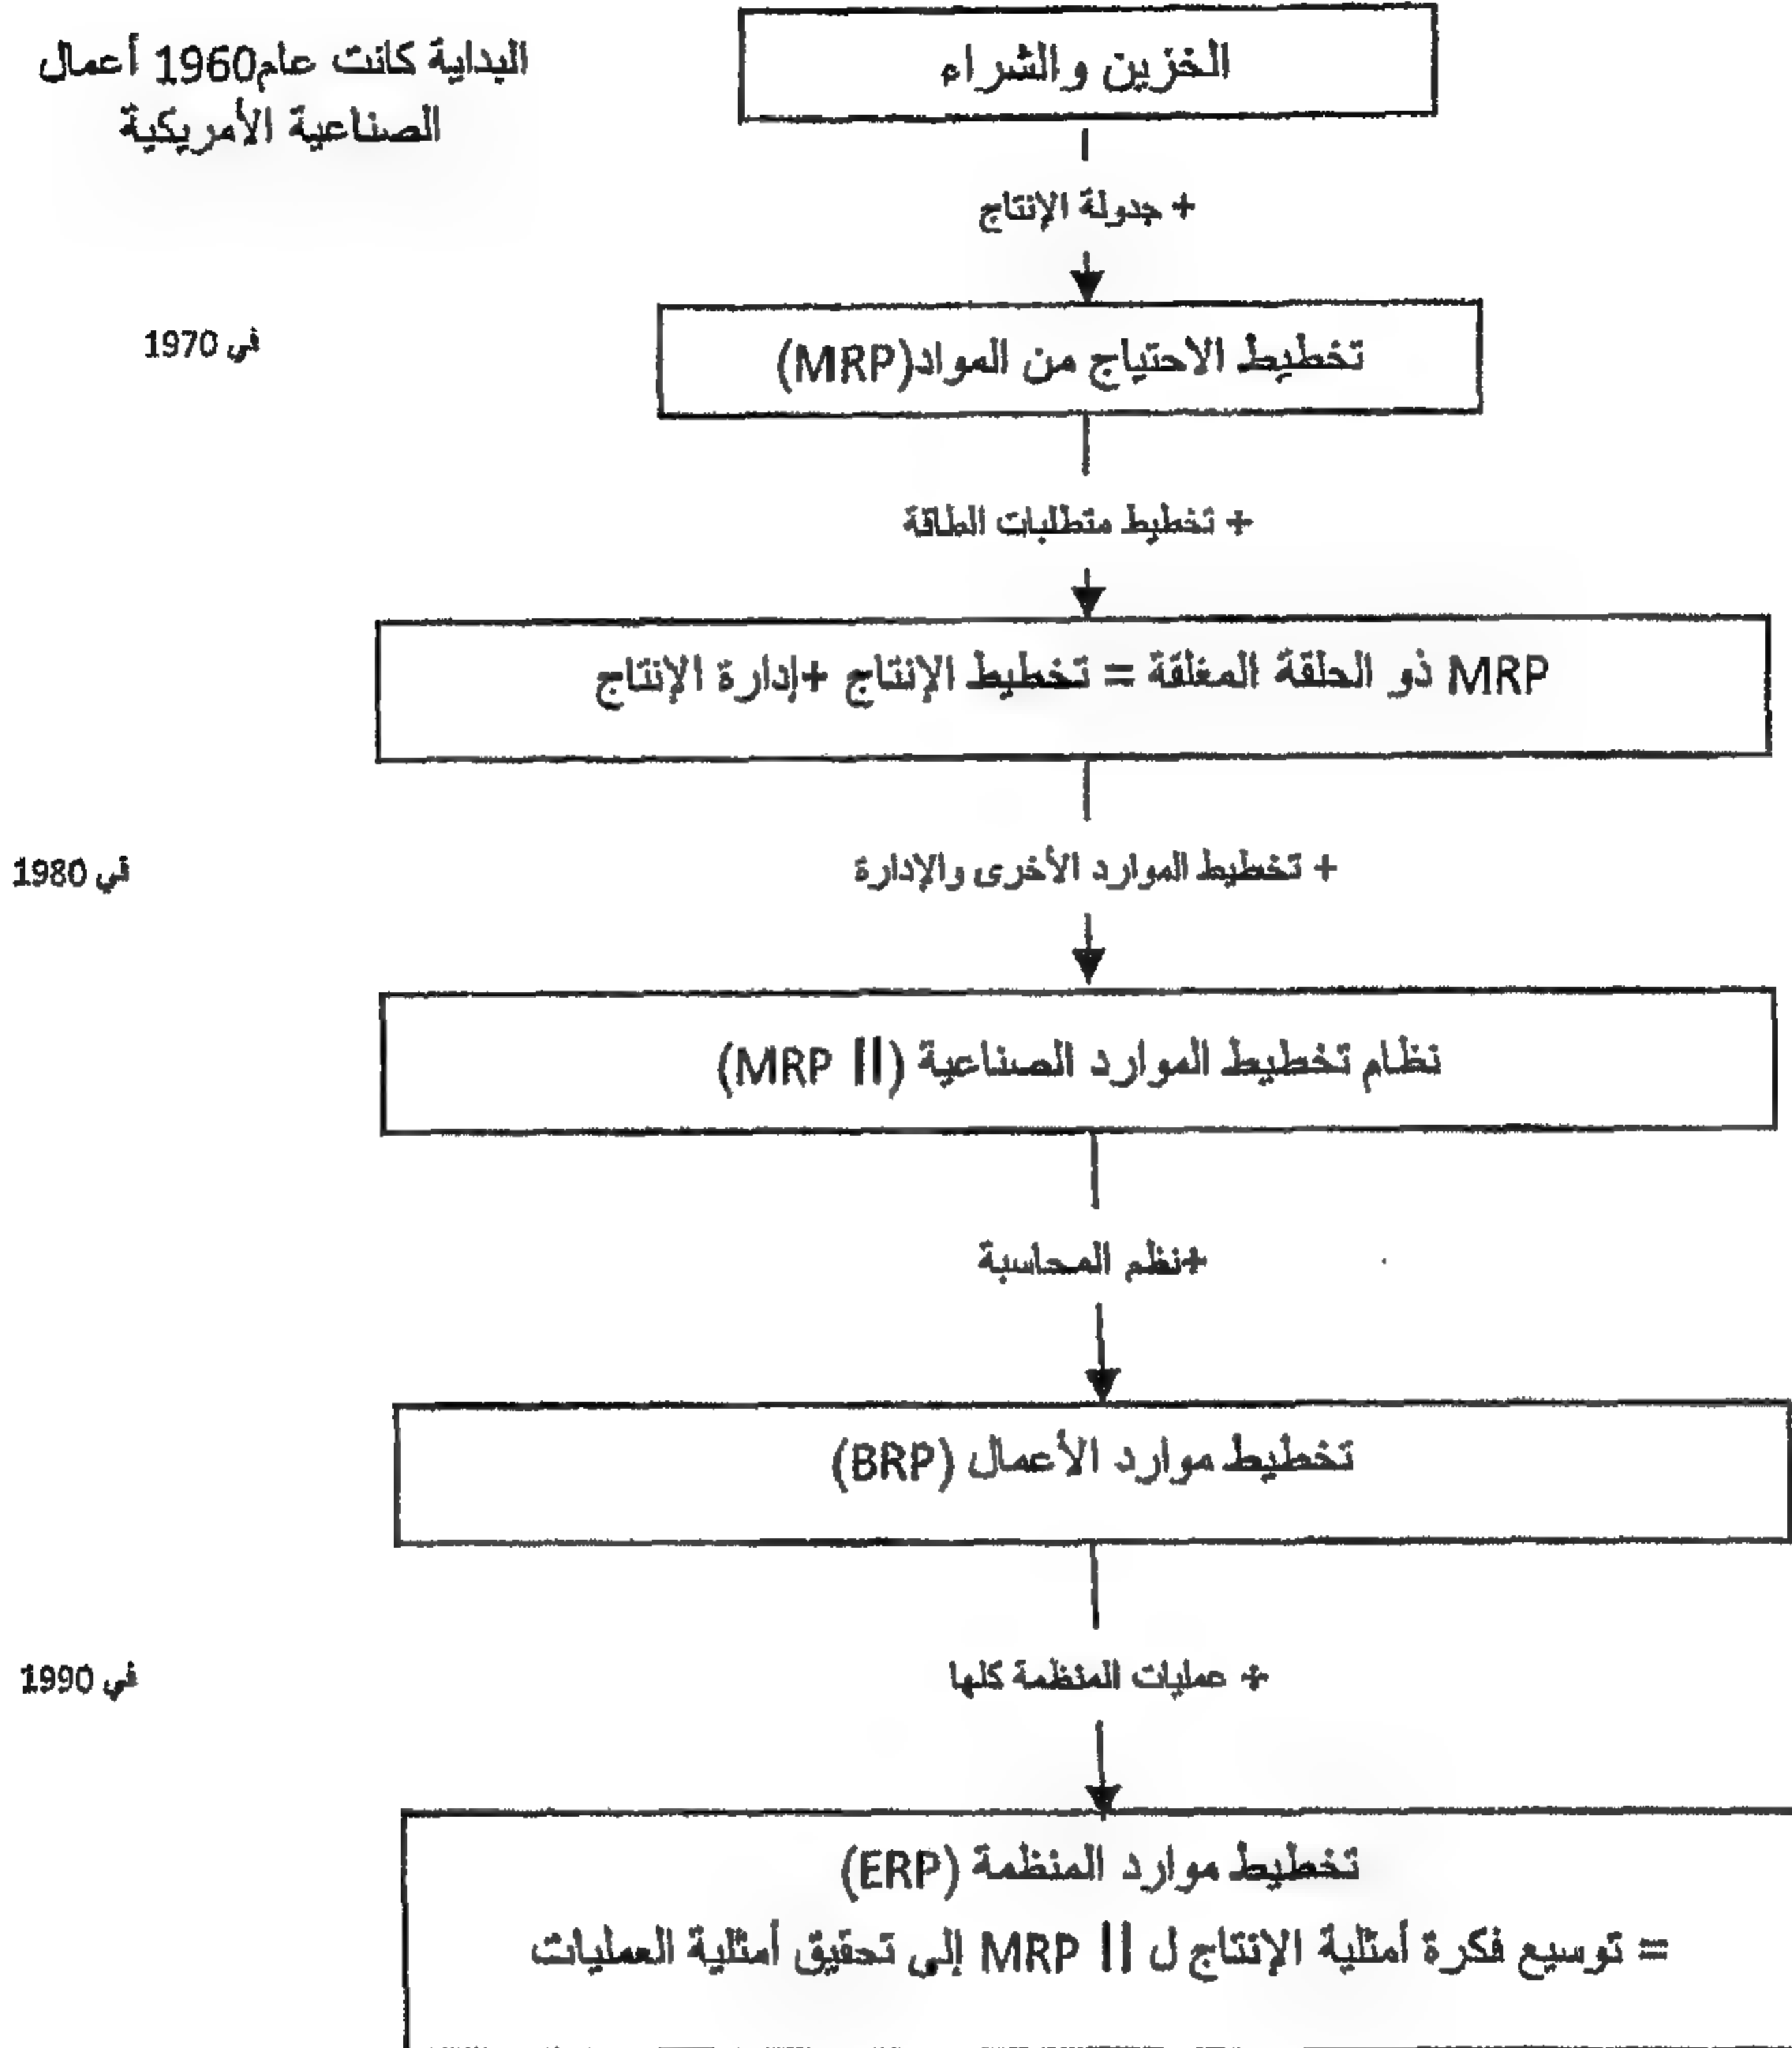 الخزين والشراء
البداية كانت عام1960 أعمال
الصناعية الأمريكية
+ جدولة الإنتاج
في 1970
تخطيط الاحتياج من المواد(MRP)
+ تخطيط متطلبات الطاقة
MRP ذو الحلقة المغلقة = تخطيط الإنتاج +إدارة الإنتاج
في 1980
+ تخطيط الموارد الأخرى والإدارة
نظام تخطيط الموارد الصناعية (MRP II)
+نظم المحاسبة
تخطيط موارد الأعمال (BRP)
في 1990
+ عمليات المنظمة كلها
تخطيط موارد المنظمة (ERP)
= توسيع فكرة أمثلية الإنتاج ل MRP II إلى تحقيق أمثلية العمليات